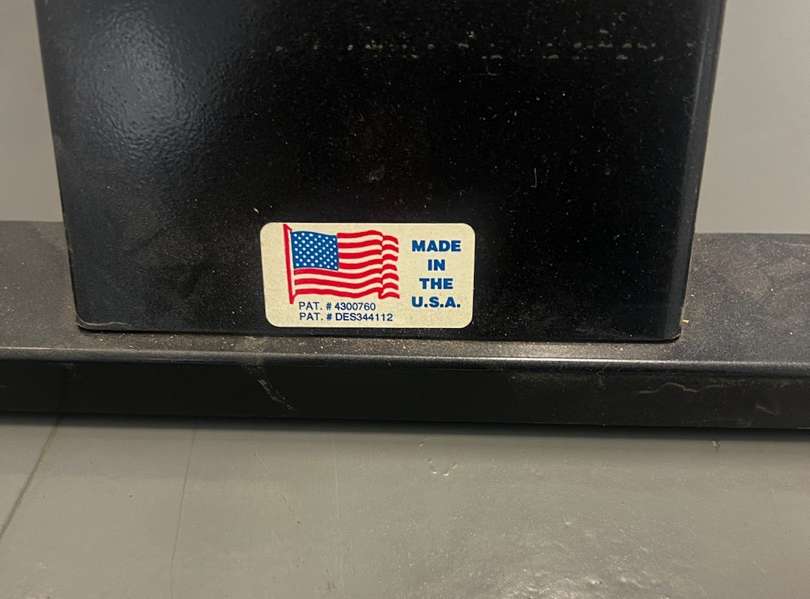 MADE
IN
THE
U.S.A.
PAT. # 4300760
PAT. # DES344112